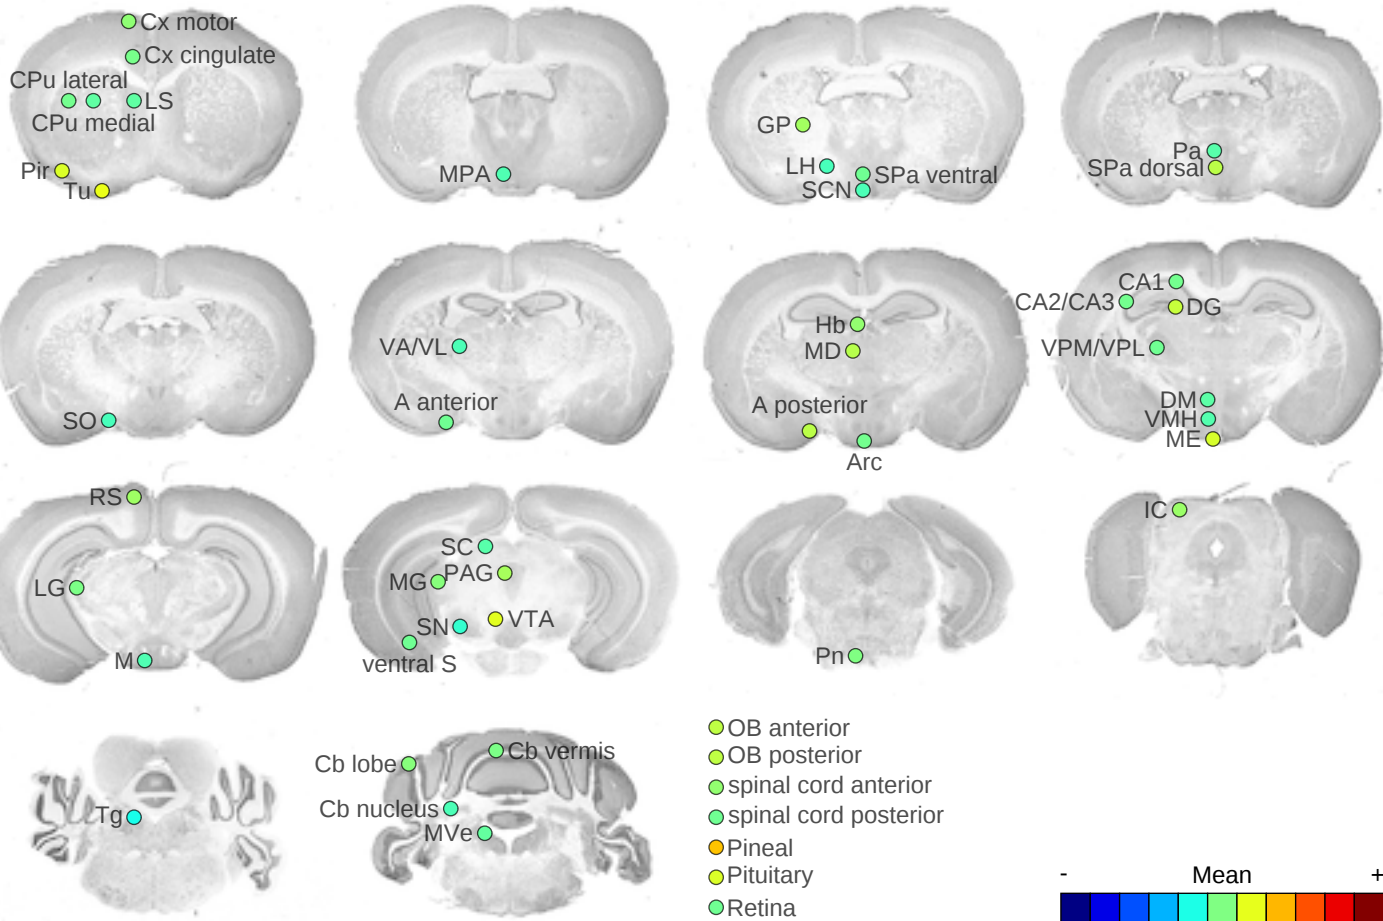 Cx motor
Cx cingulate
CPu lateral
LS
CPu medial
Pir
Tu
MPA
GP
LH
SPa ventral
SCN
Pa
SPa dorsal
SO
VA/VL
A anterior
Hb
MD
A posterior
Arc
CA1
CA2/CA3
DG
VPM/VPL
DM
VMH
ME
RS
LG
M
SC
PAG
MG
VTA
SN
ventral S
Pn
IC
Tg
Cb vermis
Cb lobe
Cb nucleus
MVe
OB anterior
OB posterior
spinal cord anterior
spinal cord posterior
Pineal
Pituitary
Retina
- Mean +